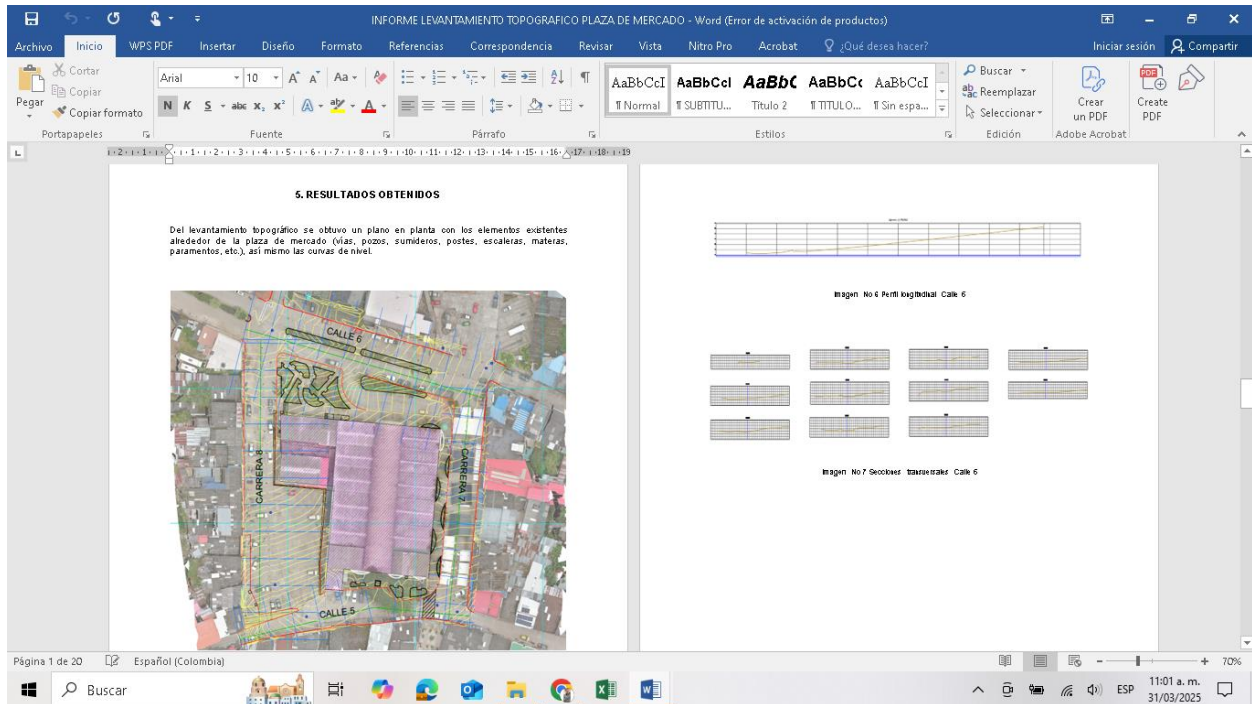 INFORME LEVANTAMIENTO TOPOGRAFICO PLAZA DE MERCADO - Word (Error de activación de productos)
Archivo Inicio WPS PDF Insertar Diseño Formato Referencias Correspondencia Revisar Vista Nitro Pro Acrobat ¿Qué desea hacer? Iniciar sesión Compartir
Pegar
Cortar
Copiar
Copiar formato
Portapapeles
Arial 10
N K S abc x₂ x²
Fuente
Párrafo
AaBbCcI AaBbCcI AaBbC AaBbCc AaBbCcI
¶ Normal ¶ SUBTITU... Título 2 ¶ TITULO... ¶ Sin espa...
Estilos
Buscar
Reemplazar
Seleccionar
Edición
Crear un PDF
Adobe Acrobat
Create PDF
5. RESULTADOS OBTENIDOS
Del levantamiento topográfico se obtuvo un plano en planta con los elementos existentes
alrededor de la plaza de mercado (vías, pozos, sumideros, postes, escaleras, materas,
paramentos, etc.), así mismo las curvas de nivel.
CALLE 6
CARRERA 8
CARRERA 7
CALLE 5
Imagen No 6 Perfil longitudinal Calle 6
Imagen No 7 Secciones transversales Calle 6
Página 1 de 20 Español (Colombia) 70%
Buscar
ESP
11:01 a. m.
31/03/2025